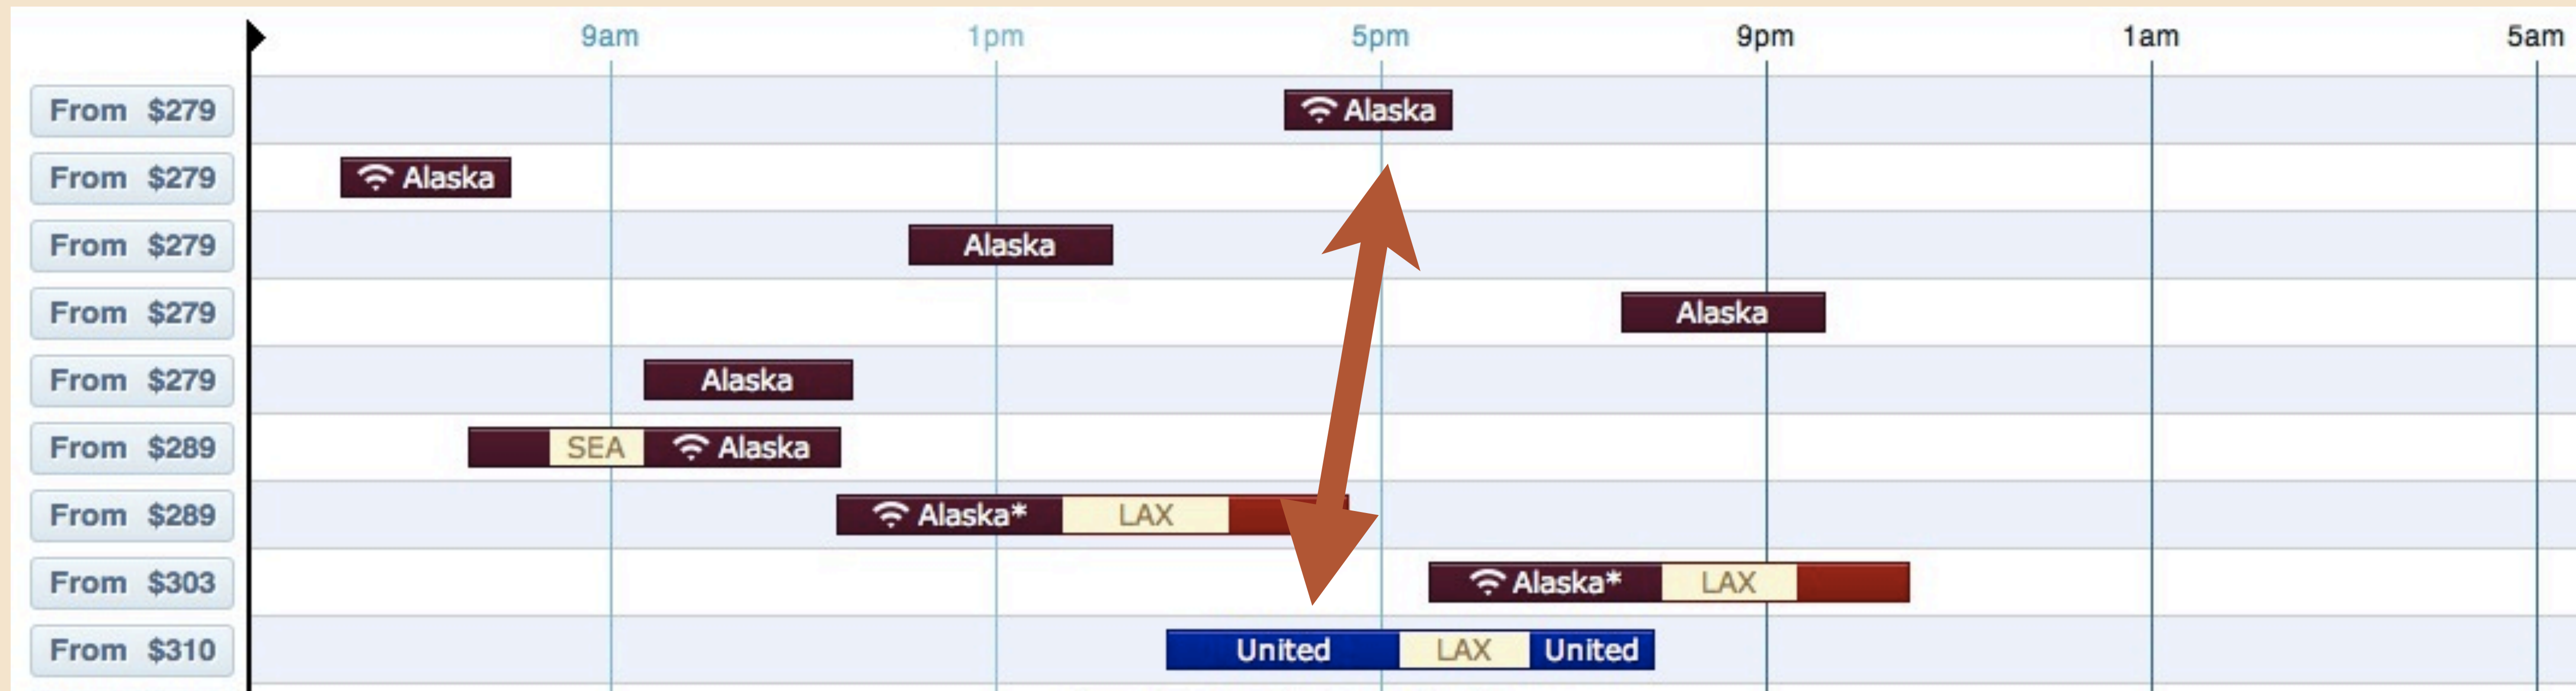 9am 1pm 5pm 9pm 1am 5am
From $279 Alaska
From $279 Alaska
From $279 Alaska
From $279 Alaska
From $279 Alaska
From $289 SEA Alaska
From $289 Alaska* LAX
From $303 Alaska* LAX
From $310 United LAX United